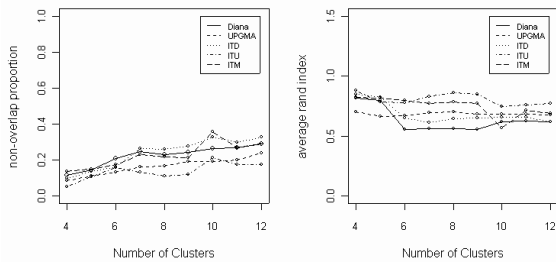 non-overlap proportion
1.0
0.8
0.6
0.4
0.2
0.0
Diana
UPGMA
ITD
ITU
ITM
4 6 8 10 12
Number of Clusters
average rand index
1.5
1.0
0.5
Diana
UPGMA
ITD
ITU
ITM
4 6 8 10 12
Number of Clusters